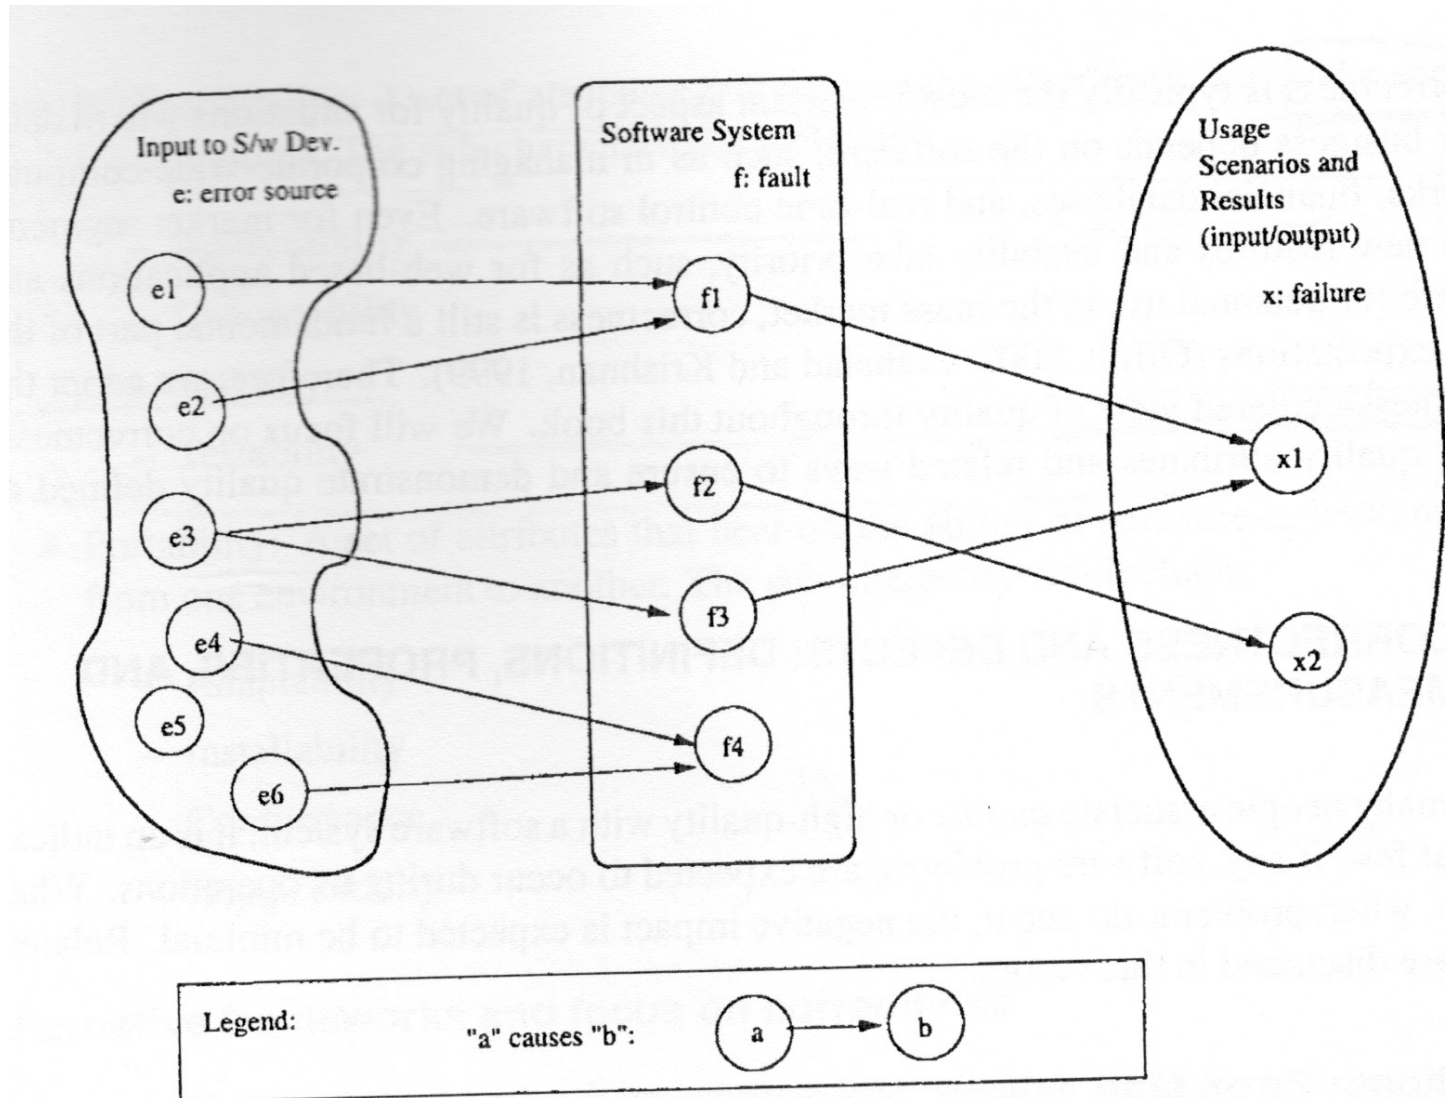 Input to S/w Dev.
e: error source
e1
e2
e3
e4
e5
e6
Software System
f: fault
f1
f2
f3
f4
Usage
Scenarios and
Results
(input/output)
x: failure
x1
x2
Legend:
"a" causes "b":
a
b